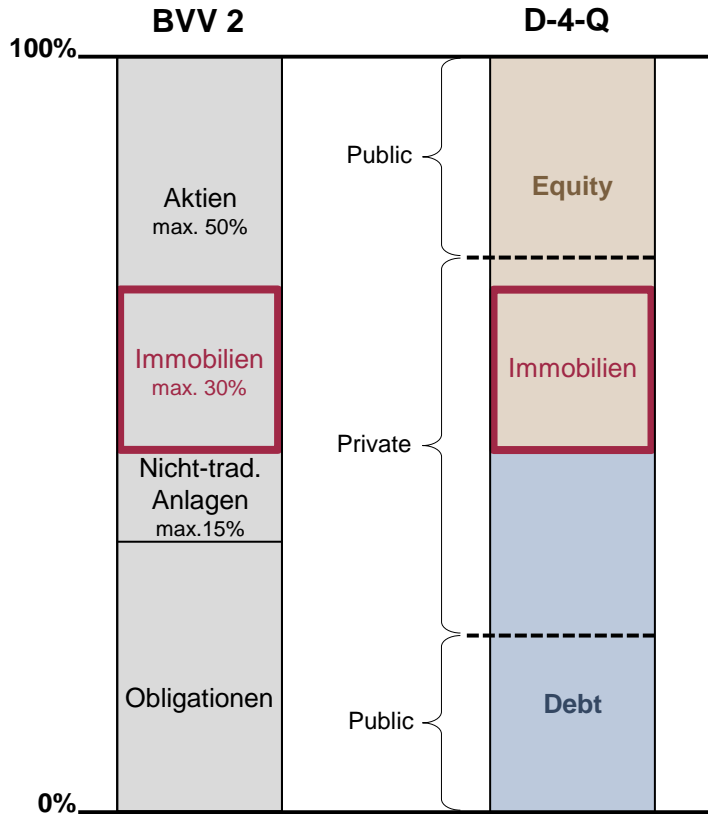 BVV 2
D-4-Q
100%
Public
Equity
Aktien
max. 50%
Immobilien
max. 30%
Immobilien
Private
Nicht-trad.
Anlagen
max.15%
Obligationen
Public
Debt
0%